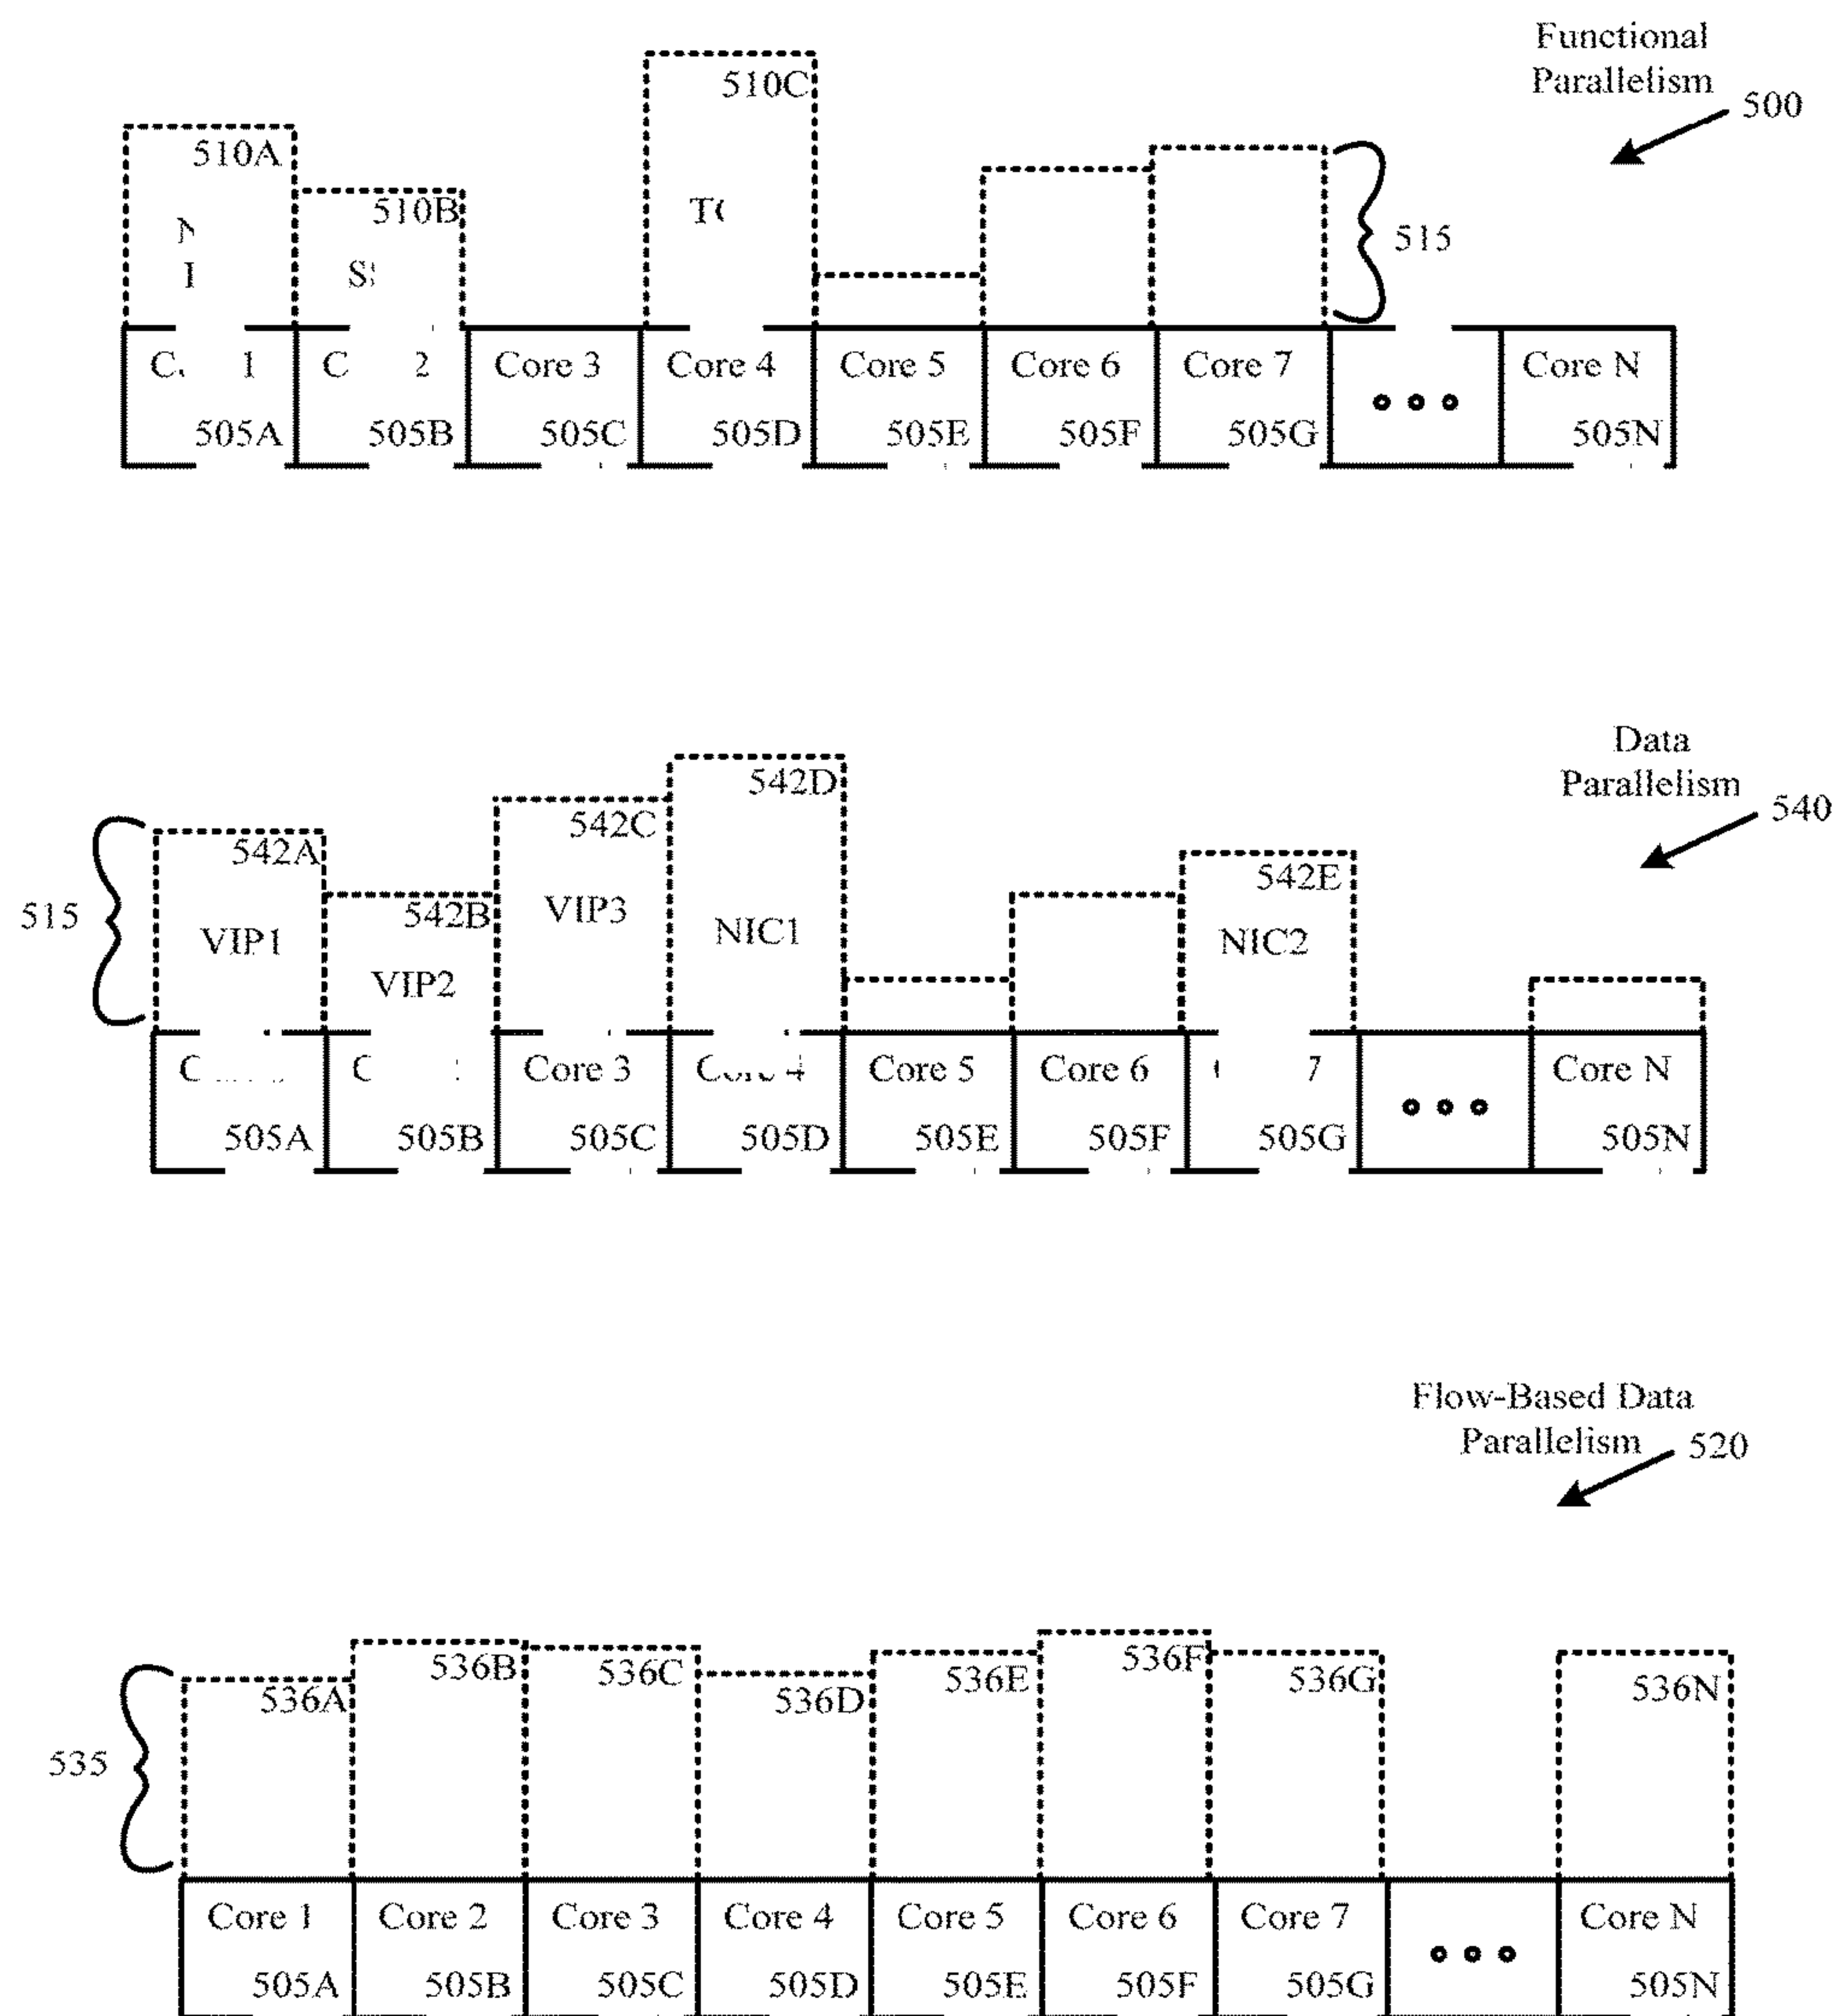 Functional
Parallelism
500
510C
510A
510B
515
1
2
Core 3
Core 4
Core 5
Core 6
Core 7
Core N
505A
505B
505C
505D
505E
505F
505G
505N
Data
Parallelism
540
542D
542C
542A
542E
542B
515
VIP1
VIP2
VIP3
NIC1
NIC2
Core 3
Core 5
Core 6
7
Core N
505A
505B
505C
505D
505E
505F
505G
505N
Flow-Based Data
Parallelism
520
536A
536B
536C
536D
536E
536F
536G
536N
535
Core 1
Core 2
Core 3
Core 4
Core 5
Core 6
Core 7
Core N
505A
505B
505C
505D
505E
505F
505G
505N